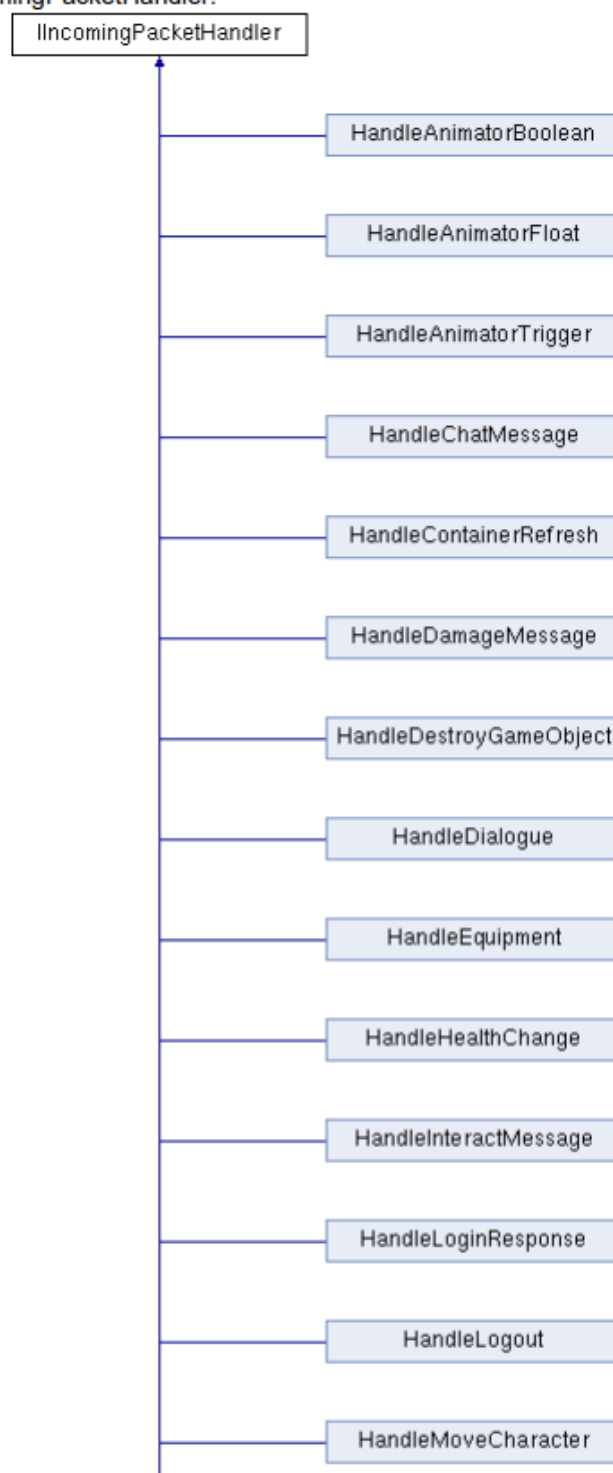 IIncomingPacketHandler
HandleAnimatorBoolean
HandleAnimatorFloat
HandleAnimatorTrigger
HandleChatMessage
HandleContainerRefresh
HandleDamageMessage
HandleDestroyGameObject
HandleDialogue
HandleEquipment
HandleHealthChange
HandleInteractMessage
HandleLoginResponse
HandleLogout
HandleMoveCharacter